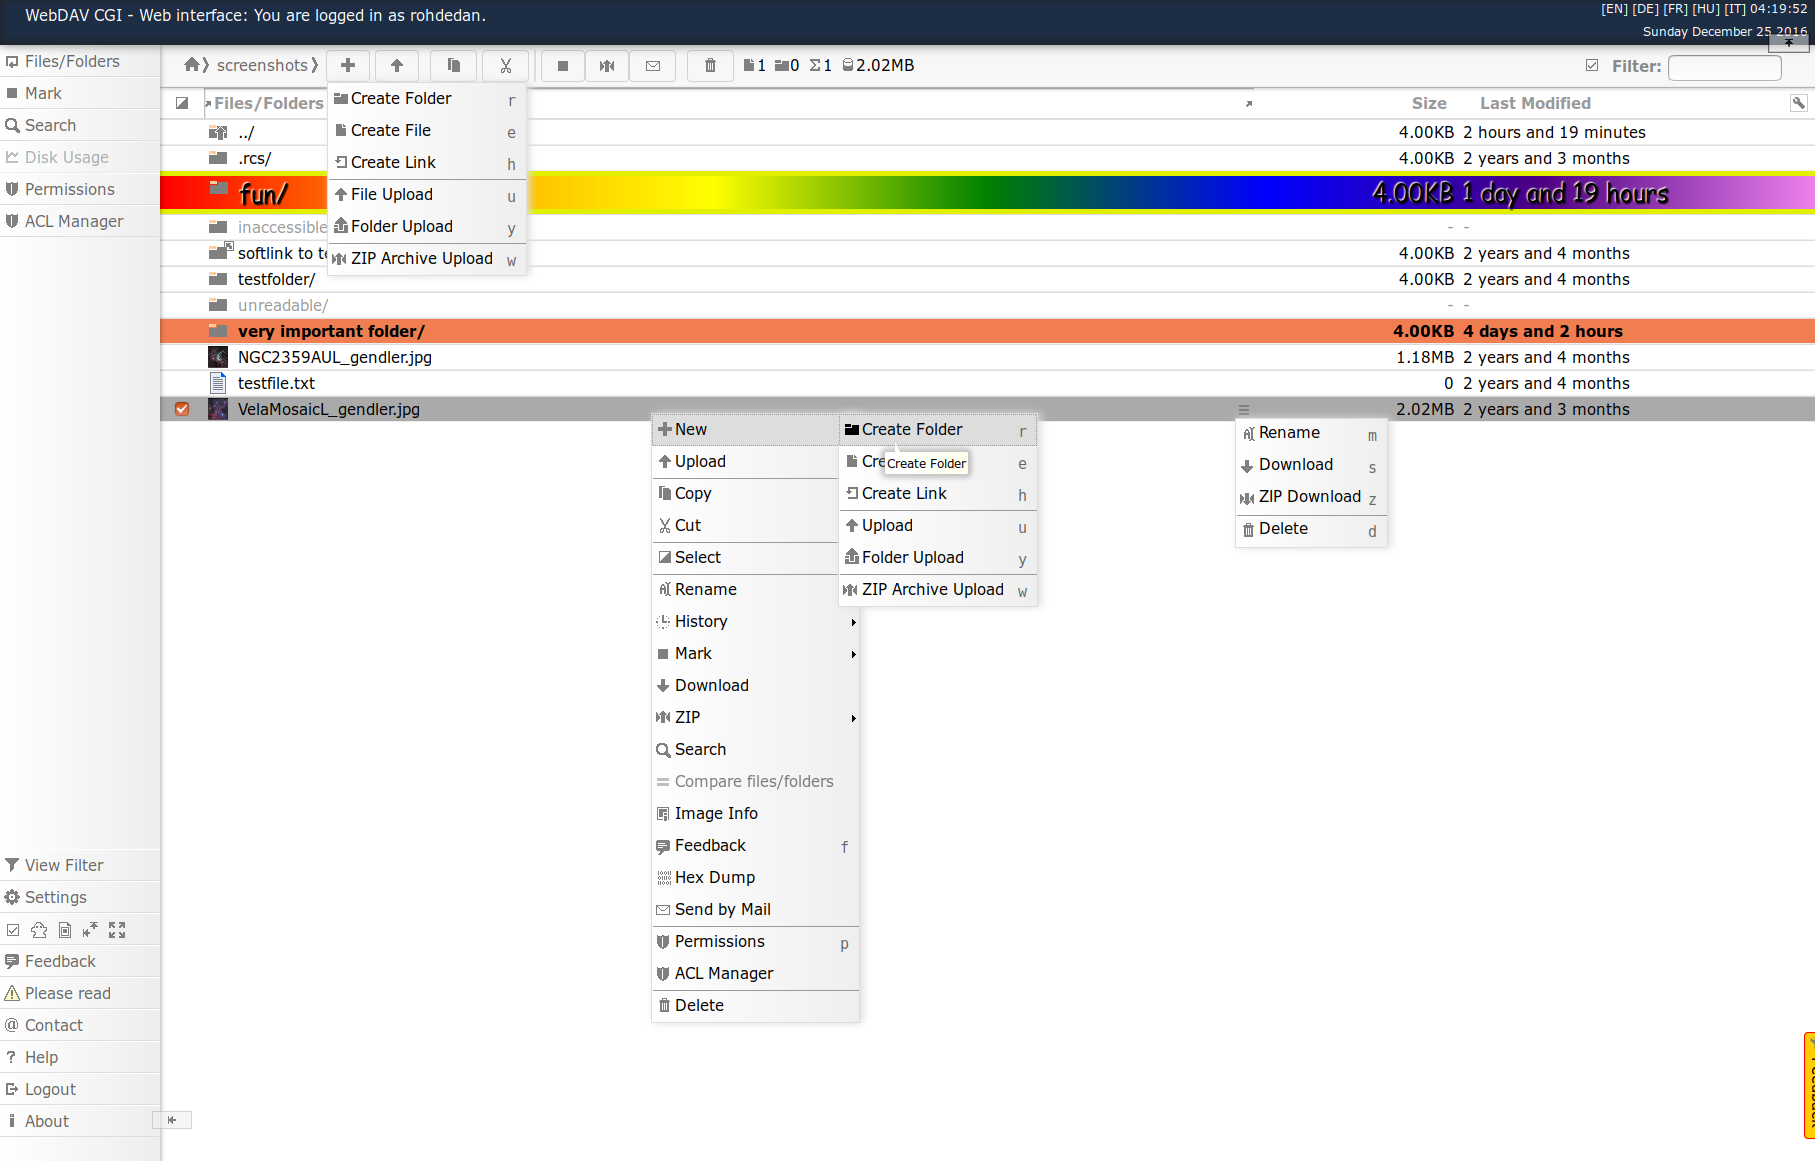 WebDAV CGI - Web interface: You are logged in as rohdedan.
[EN] [DE] [FR] [HU] [IT] 04:19:52
Sunday December 25 2016
Files/Folders
Mark
Search
Disk Usage
Permissions
ACL Manager
View Filter
Settings
Feedback
Please read
@ Contact
? Help
Logout
i About
screenshots
1 0 Σ 1 2.02MB
Filter:
Files/Folders Size Last Modified
../ 4.00KB 2 hours and 19 minutes
.rcs/ 4.00KB 2 years and 3 months
fun/ 4.00KB 1 day and 19 hours
inaccessible - -
softlink to 4.00KB 2 years and 4 months
testfolder/ 4.00KB 2 years and 4 months
unreadable/ - -
very important folder/ 4.00KB 4 days and 2 hours
NGC2359AUL_gendler.jpg 1.18MB 2 years and 4 months
testfile.txt 0 2 years and 4 months
VelaMosaicL_gendler.jpg 2.02MB 2 years and 3 months
Create Folder r
Create File e
Create Link h
File Upload u
Folder Upload y
ZIP Archive Upload w
New
Upload
Copy
Cut
Select
Rename
History
Mark
Download
ZIP
Search
Compare files/folders
Image Info
Feedback f
Hex Dump
Send by Mail
Permissions p
ACL Manager
Delete
Create Folder r
e
Create Folder
Create Link h
Upload u
Folder Upload y
ZIP Archive Upload w
Rename m
Download s
ZIP Download z
Delete d